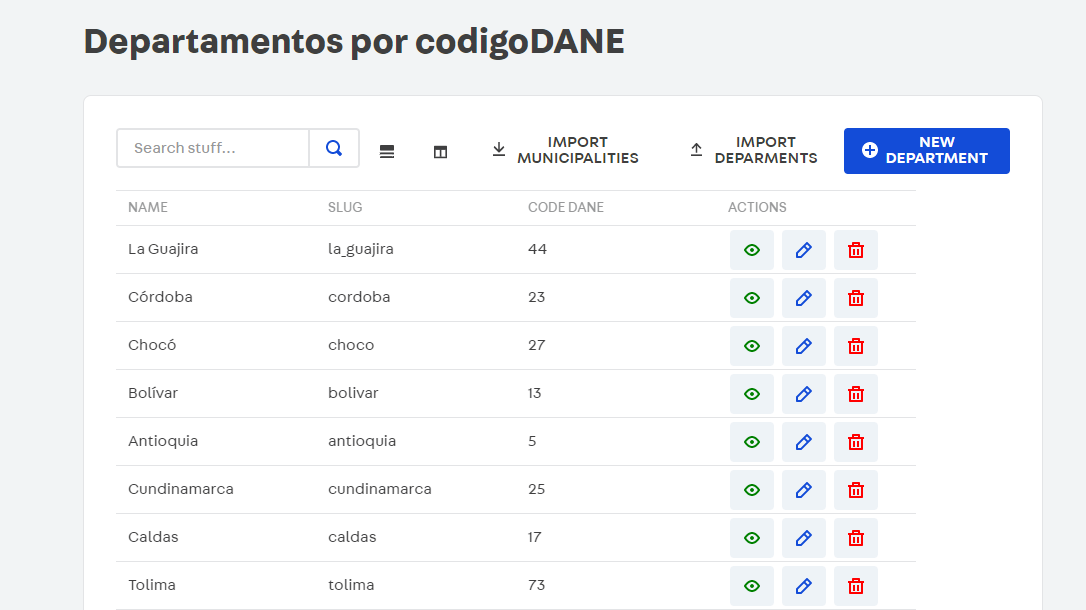 Departamentos por codigoDANE
Search stuff...
IMPORT
MUNICIPALITIES
IMPORT
DEPARMENTS
NEW
DEPARTMENT
NAME SLUG CODE DANE ACTIONS
La Guajira la_guajira 44
Córdoba cordoba 23
Chocó choco 27
Bolívar bolivar 13
Antioquia antioquia 5
Cundinamarca cundinamarca 25
Caldas caldas 17
Tolima tolima 73